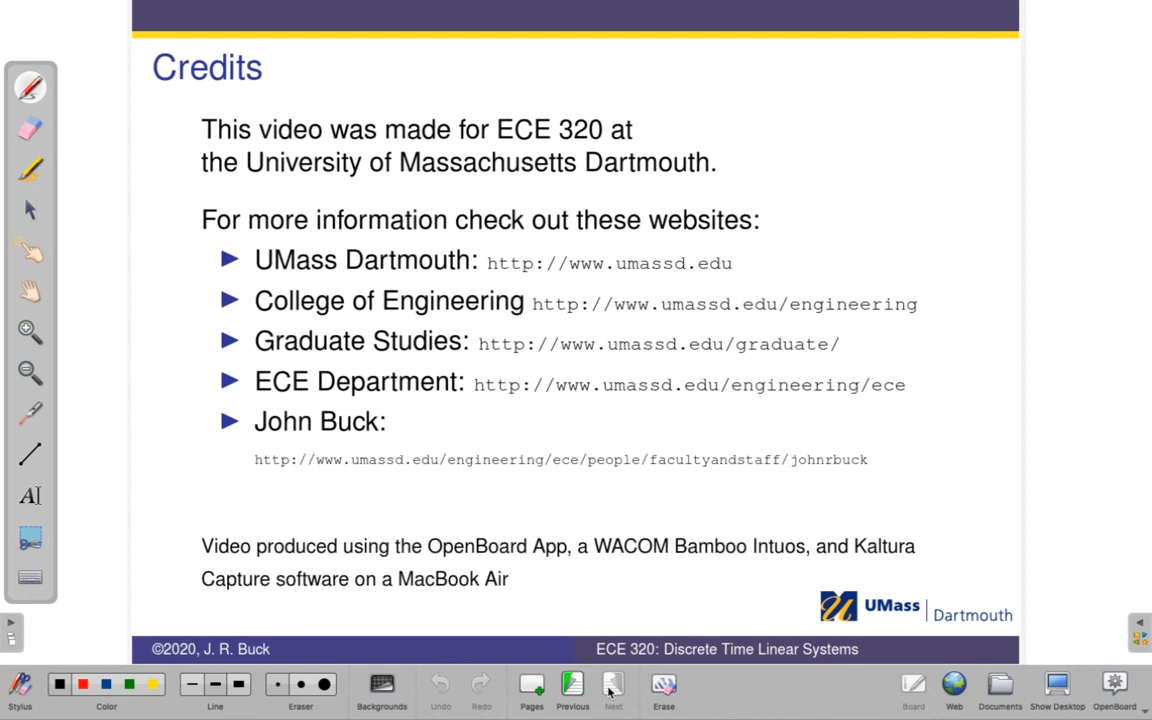 Credits
This video was made for ECE 320 at
the University of Massachusetts Dartmouth.
For more information check out these websites:
UMass Dartmouth: http://www.umassd.edu
College of Engineering http://www.umassd.edu/engineering
Graduate Studies: http://www.umassd.edu/graduate/
ECE Department: http://www.umassd.edu/engineering/ece
John Buck:
http://www.umassd.edu/engineering/ece/people/facultyandstaff/johnrbuck
Video produced using the OpenBoard App, a WACOM Bamboo Intuos, and Kaltura
Capture software on a MacBook Air
UMass Dartmouth
©2020, J. R. Buck ECE 320: Discrete Time Linear Systems
Stylus Color Line Eraser Backgrounds Undo Redo Pages Previous Next Erase Board Web Documents Show Desktop OpenBoard